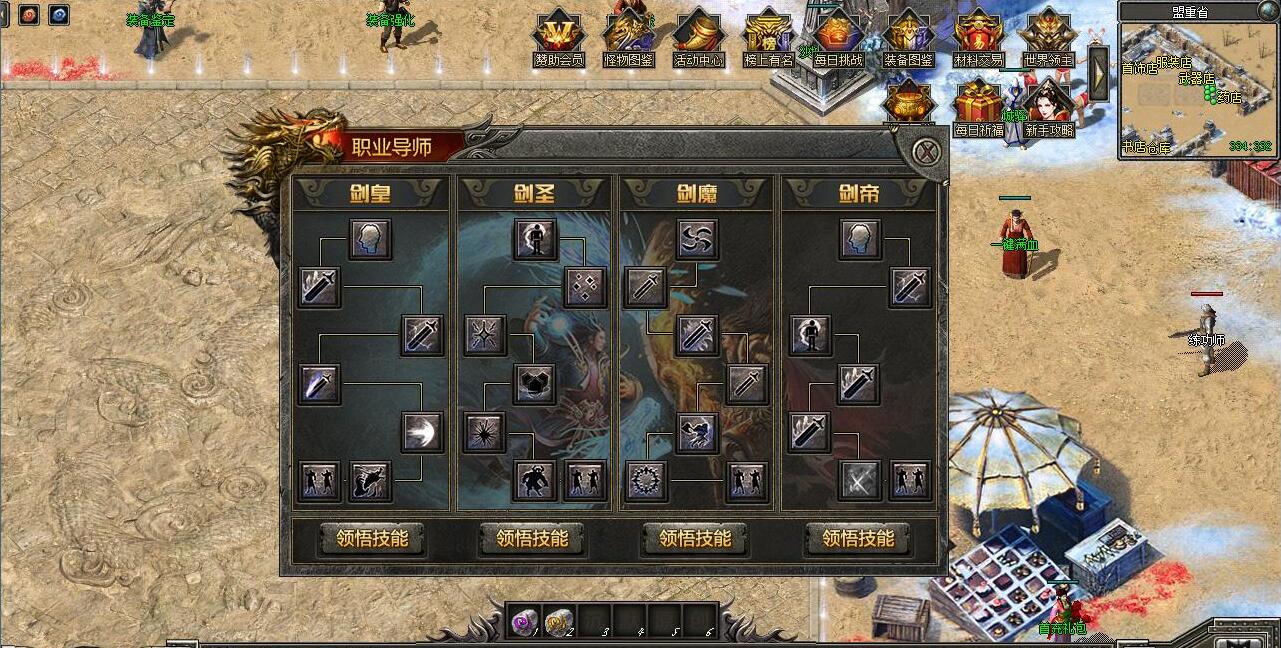 装备鉴定
装备强化
赞助会员
怪物图鉴
活动中心
榜上有名
每日挑战
装备图鉴
材料交易
世界领主
每日祈福
新手攻略
盟重省
首饰店
服装店
武器店
药店
书店
仓库
334:332
职业导师
剑皇
剑圣
剑魔
剑帝
领悟技能
领悟技能
领悟技能
领悟技能
一键满血
练功师
首充礼包
1
2
3
4
5
6